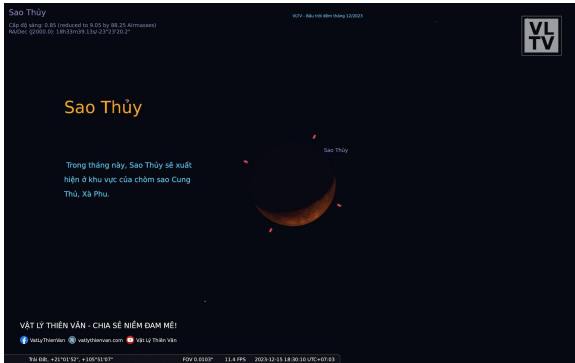 Sao Thủy
Cấp độ sáng: 0.85 (reduced to 9.05 by 88.25 Airmasses)
RA/Dec (J2000.0): 18h33m39.13s/-23°23'20.2"
VLTV - Bầu trời đêm tháng 12/2023
VL
TV
Sao Thủy
Sao Thủy
Trong tháng này, Sao Thủy sẽ xuất
hiện ở khu vực của chòm sao Cung
Thủ, Xà Phu.
VẬT LÝ THIÊN VĂN - CHIA SẺ NIỀM ĐAM MÊ!
VatLyThienVan vatlythienvan.com Vật Lý Thiên Văn
Trái Đất, +21°01'52", +105°51'07" FOV 0.0103° 11.4 FPS 2023-12-15 18:30:10 UTC+07:03